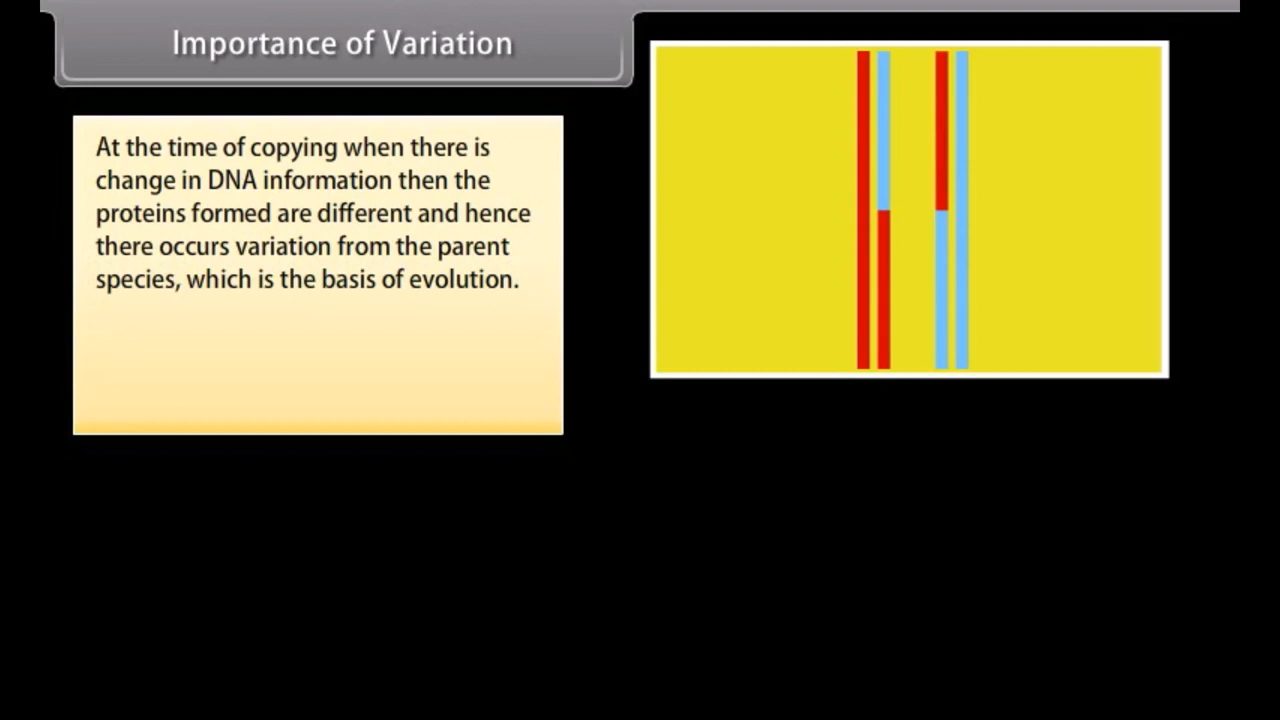 Importance of Variation
At the time of copying when there is
change in DNA information then the
proteins formed are different and hence
there occurs variation from the parent
species, which is the basis of evolution.